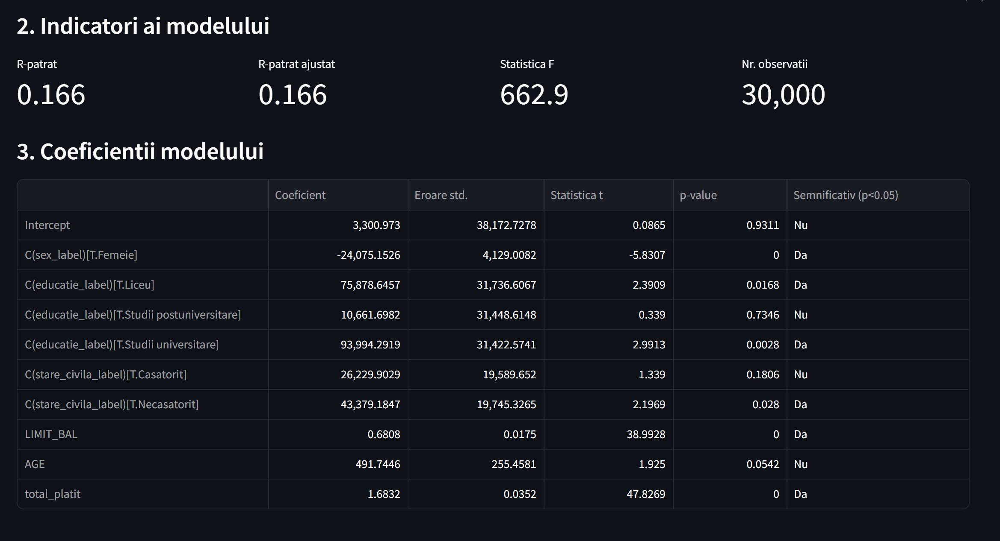 2. Indicatori ai modelului
R-patrat R-patrat ajustat Statistica F Nr. observatii
0.166 0.166 662.9 30,000
3. Coeficientii modelului
Coeficient Eroare std. Statistica t p-value Semnificativ (p<0.05)
Intercept 3,300.973 38,172.7278 0.0865 0.9311 Nu
C(sex_label)[T.Femeie] -24,075.1526 4,129.0082 -5.8307 0 Da
C(educatie_label)[T.Liceu] 75,878.6457 31,736.6067 2.3909 0.0168 Da
C(educatie_label)[T.Studii postuniversitare] 10,661.6982 31,448.6148 0.339 0.7346 Nu
C(educatie_label)[T.Studii universitare] 93,994.2919 31,422.5741 2.9913 0.0028 Da
C(stare_civila_label)[T.Casatorit] 26,229.9029 19,589.652 1.339 0.1806 Nu
C(stare_civila_label)[T.Necasatorit] 43,379.1847 19,745.3265 2.1969 0.028 Da
LIMIT_BAL 0.6808 0.0175 38.9928 0 Da
AGE 491.7446 255.4581 1.925 0.0542 Nu
total_platit 1.6832 0.0352 47.8269 0 Da